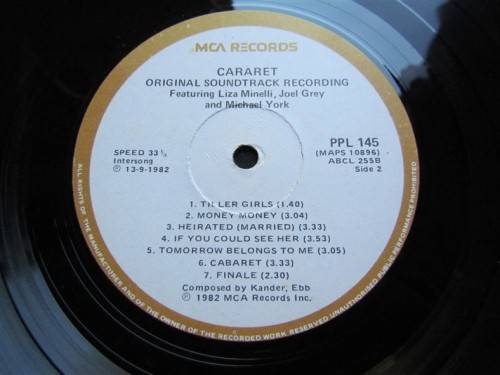 MCA RECORDS
CARARET
ORIGINAL SOUNDTRACK RECORDING
Featuring Liza Minelli, Joel Grey
and Michael York
SPEED 33 ⅓
Intersong
Ⓟ 13-9-1982
PPL 145
(MAPS 10896)
ABCL 255B
Side 2
1. TILLER GIRLS (1.40)
2. MONEY MONEY (3.04)
3. HEIRATED (MARRIED) (3.33)
4. IF YOU COULD SEE HER (3.53)
5. TOMORROW BELONGS TO ME (3.05)
6. CABARET (3.33)
7. FINALE (2.30)
Composed by Kander, Ebb
Ⓟ 1982 MCA Records Inc.
ALL RIGHTS OF THE MANUFACTURER AND OF THE OWNER OF THE RECORDED WORK RESERVED UNAUTHORISED PUBLIC PERFORMANCE PROHIBITED